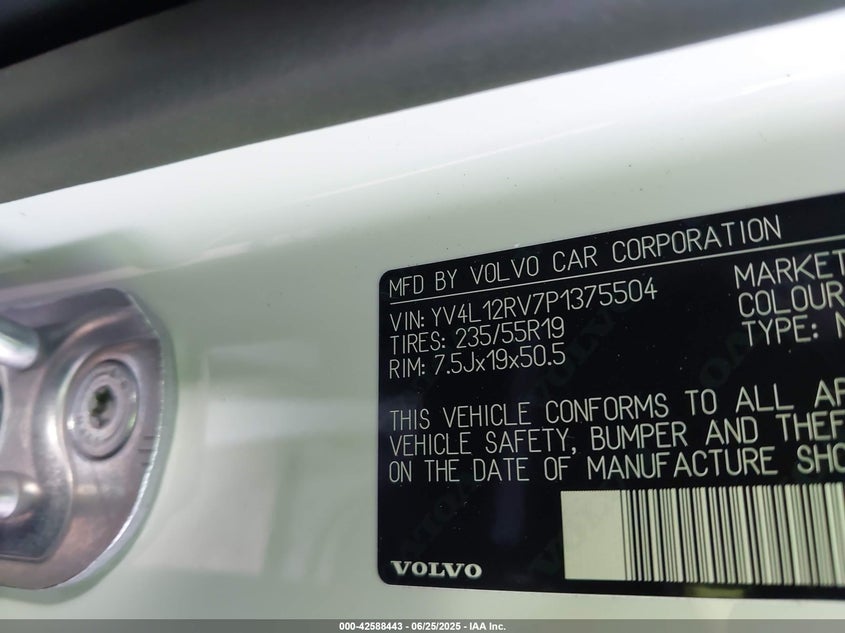 MFD BY VOLVO CAR CORPORATION
VIN: YV4L12RV7P1375504
TIRES: 235/55R19
RIM: 7.5Jx19x50.5
MARKET
COLOUR
TYPE:
THIS VEHICLE CONFORMS TO ALL
VEHICLE SAFETY, BUMPER AND
ON THE DATE OF MANUFACTURE
VOLVO
000-42588443 - 06/25/2025 - IAA Inc.